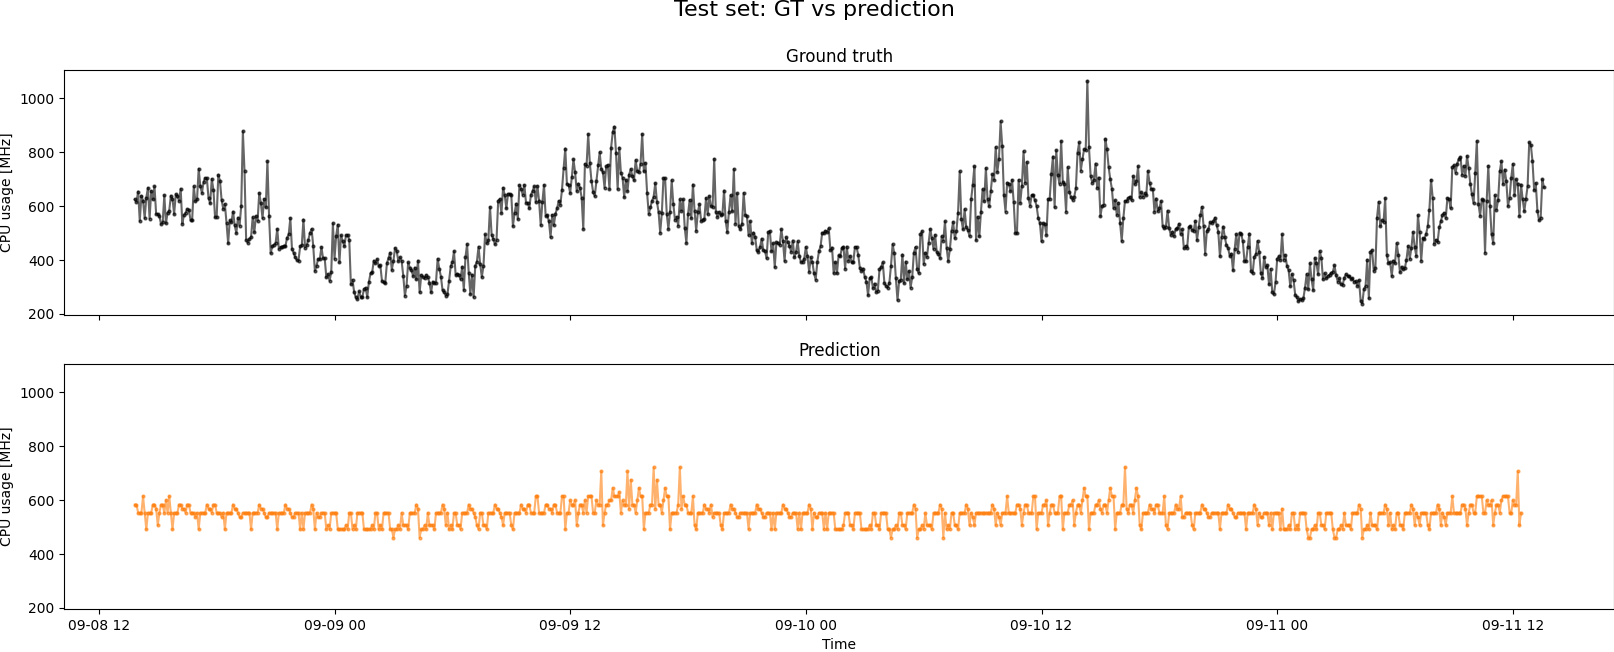 Test set: GT vs prediction
Ground truth
CPU usage [MHz]
1000
800
600
400
200
Prediction
CPU usage [MHz]
1000
800
600
400
200
09-08 12
09-09 00
09-09 12
09-10 00
09-10 12
09-11 00
09-11 12
Time